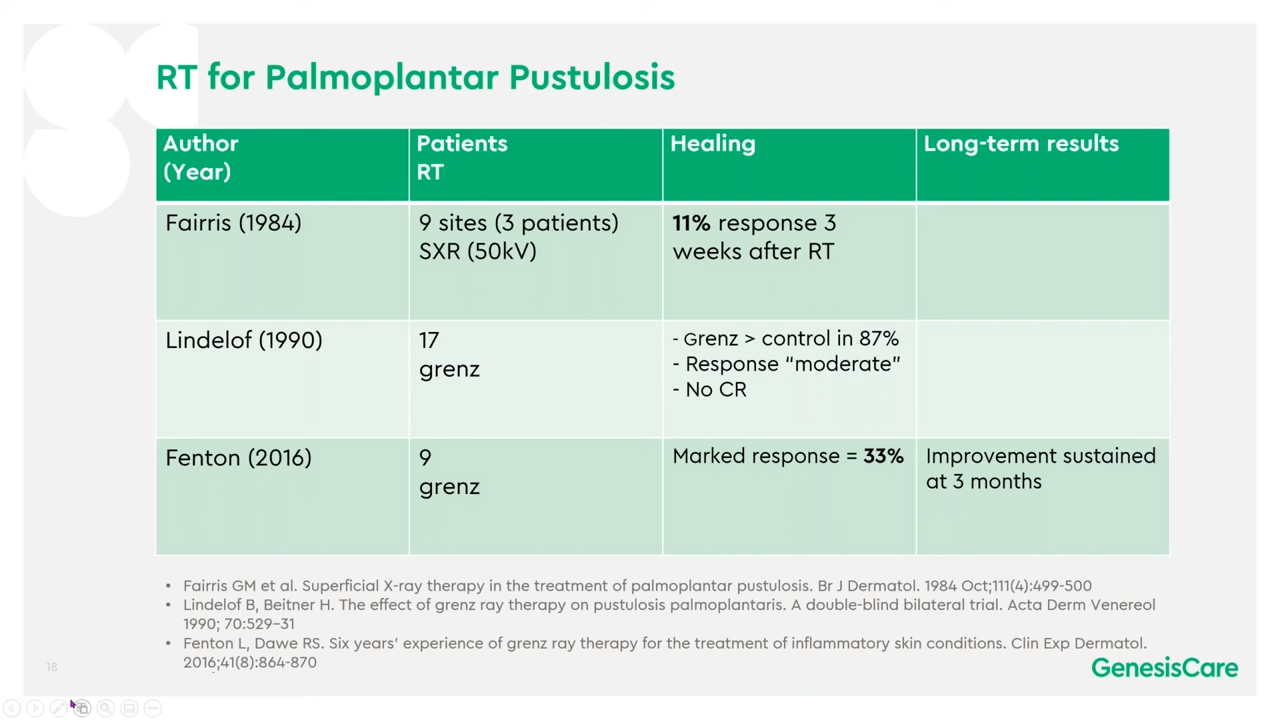 RT for Palmoplantar Pustulosis
Author
(Year)
Patients
RT
Healing
Long-term results
Fairris (1984)
9 sites (3 patients)
SXR (50kV)
11% response 3
weeks after RT
Lindelof (1990)
17
grenz
- Grenz > control in 87%
- Response “moderate”
- No CR
Fenton (2016)
9
grenz
Marked response = 33%
Improvement sustained
at 3 months
• Fairris GM et al. Superficial X-ray therapy in the treatment of palmoplantar pustulosis. Br J Dermatol. 1984 Oct;111(4):499-500
• Lindelof B, Beitner H. The effect of grenz ray therapy on pustulosis palmoplantaris. A double-blind bilateral trial. Acta Derm Venereol
1990; 70:529–31
• Fenton L, Dawe RS. Six years’ experience of grenz ray therapy for the treatment of inflammatory skin conditions. Clin Exp Dermatol.
2016;41(8):864-870
18
GenesisCare